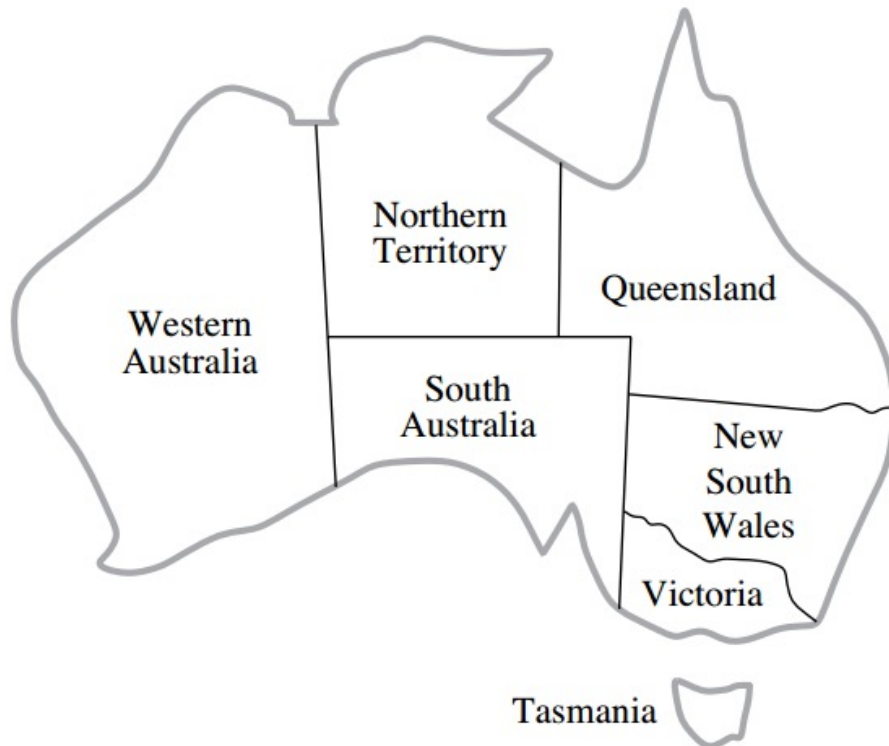 Northern
Territory
Queensland
Western
Australia
South
Australia
New
South
Wales
Victoria
Tasmania